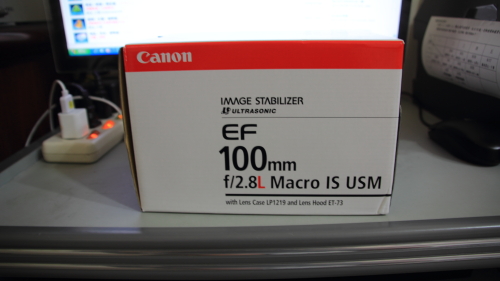 Canon
IMAGE STABILIZER
ULTRASONIC
EF
100mm
f/2.8L Macro IS USM
with Lens Case LP1219 and Lens Hood ET-73